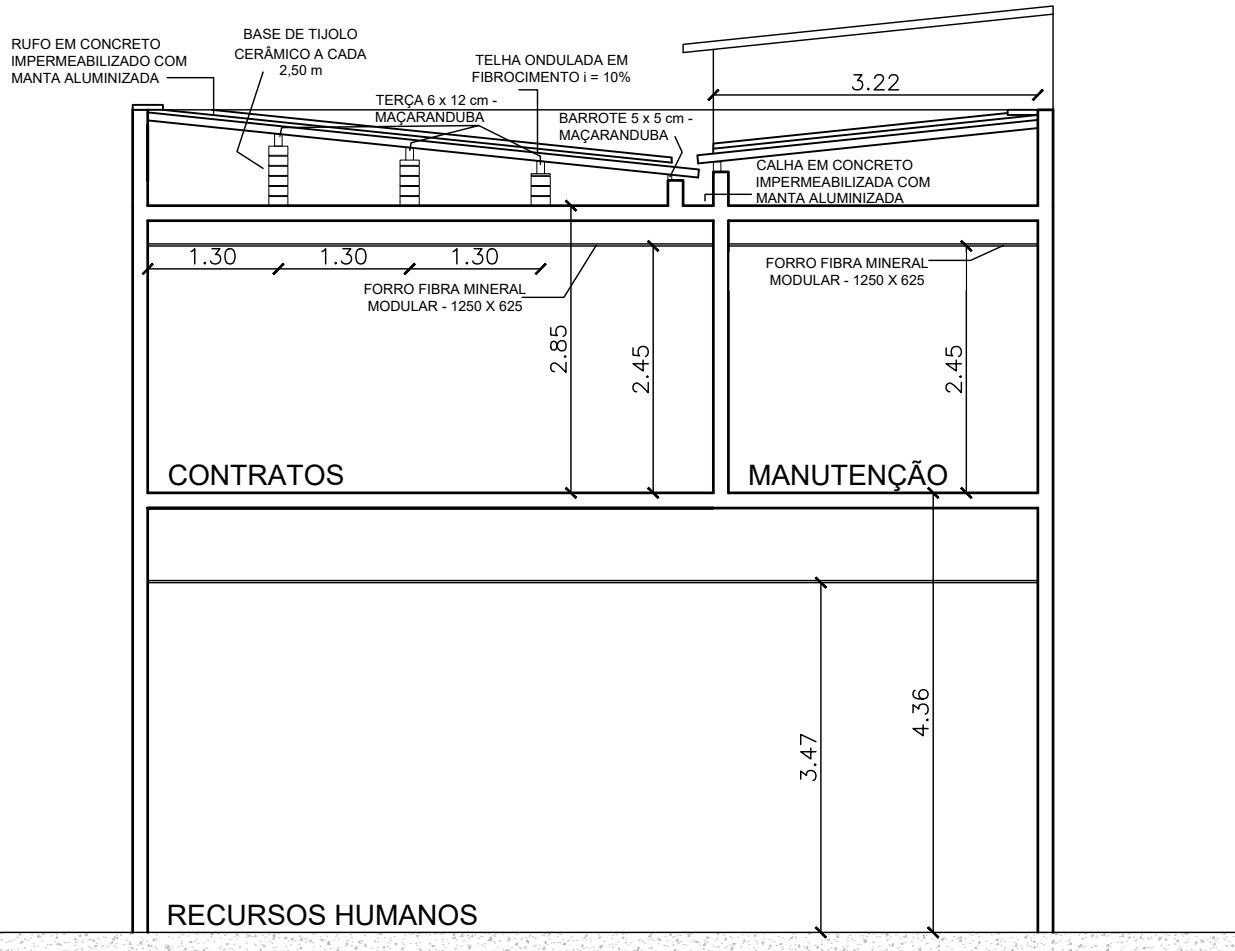 RUFO EM CONCRETO
IMPERMEABILIZADO COM
MANTA ALUMINIZADA
BASE DE TIJOLO
CERÂMICO A CADA
2,50 m
TELHA ONDULADA EM
FIBROCIMENTO i = 10%
TERÇA 6 x 12 cm -
MAÇARANDUBA
BARROTE 5 x 5 cm -
MAÇARANDUBA
3.22
CALHA EM CONCRETO
IMPERMEABILIZADA COM
MANTA ALUMINIZADA
1.30
1.30
1.30
FORRO FIBRA MINERAL
MODULAR - 1250 X 625
FORRO FIBRA MINERAL
MODULAR - 1250 X 625
2.85
2.45
2.45
CONTRATOS
MANUTENÇÃO
4.36
3.47
RECURSOS HUMANOS